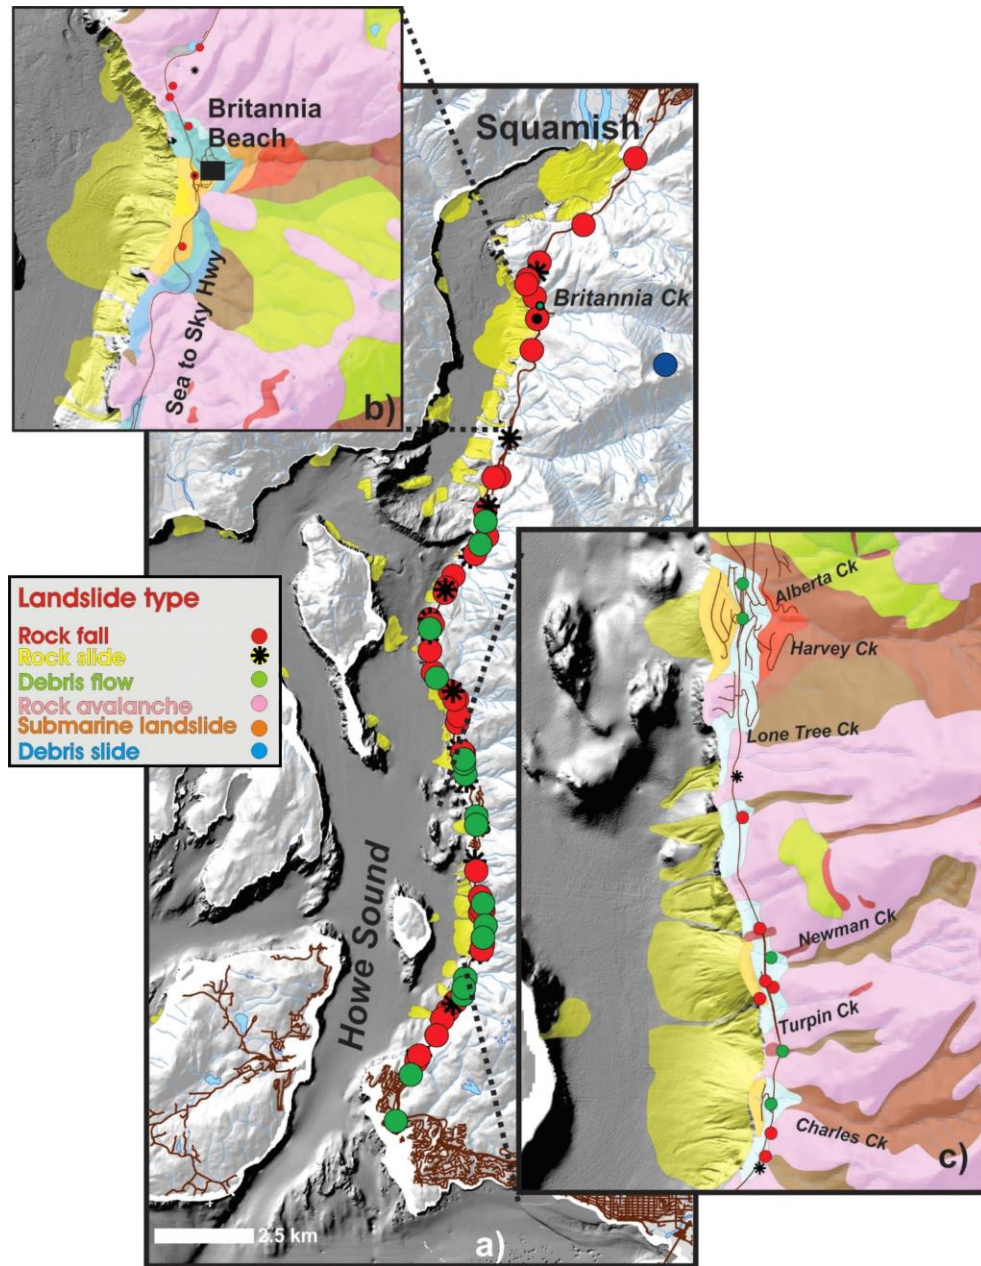 Britannia
Beach
Sea to Sky Hwy
b)
Squamish
Britannia Ck
Landslide type
Rock fall
Rock slide
Debris flow
Rock avalanche
Submarine landslide
Debris slide
Howe Sound
2.5 km
a)
Alberta Ck
Harvey Ck
Lone Tree Ck
Newman Ck
Turpin Ck
Charles Ck
c)